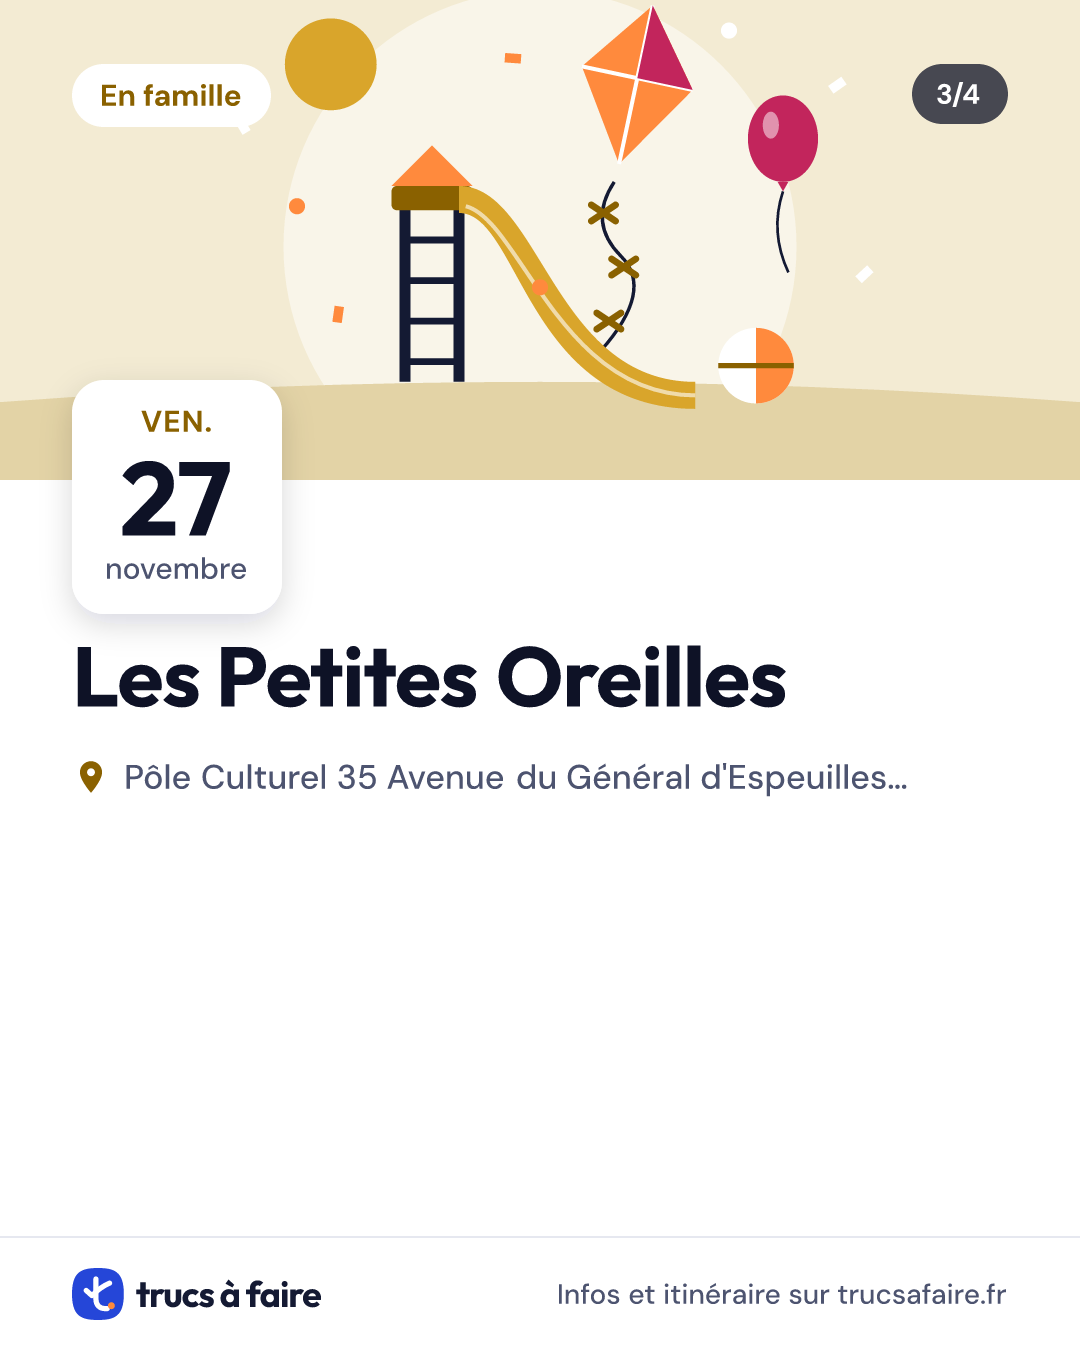 En famille
3/4
VEN.
27
novembre
Les Petites Oreilles
Pôle Culturel 35 Avenue du Général d'Espeuilles...
trucs à faire
Infos et itinéraire sur trucsafaire.fr